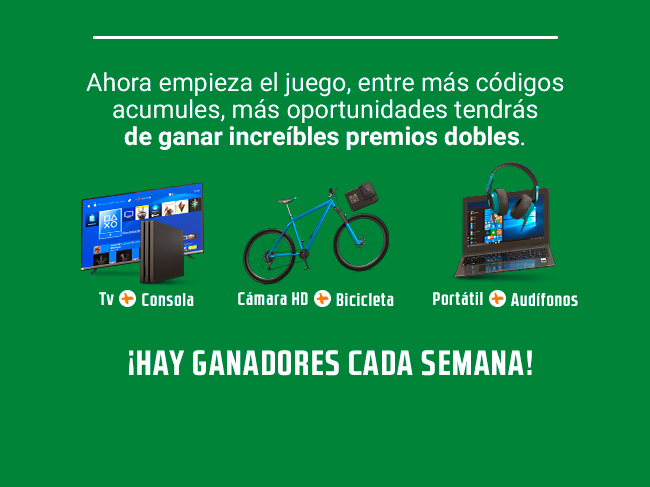 Ahora empieza el juego, entre más códigos
acumules, más oportunidades tendrás
de ganar increíbles premios dobles.
Tv + Consola
Cámara HD + Bicicleta
Portátil + Audífonos
¡HAY GANADORES CADA SEMANA!